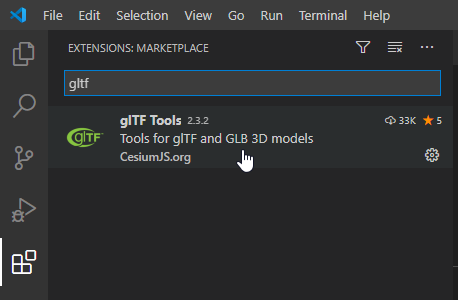 File Edit Selection View Go Run Terminal Help
EXTENSIONS: MARKETPLACE
gltf
glTF
glTF Tools 2.3.2 33K 5
Tools for glTF and GLB 3D models
CesiumJS.org